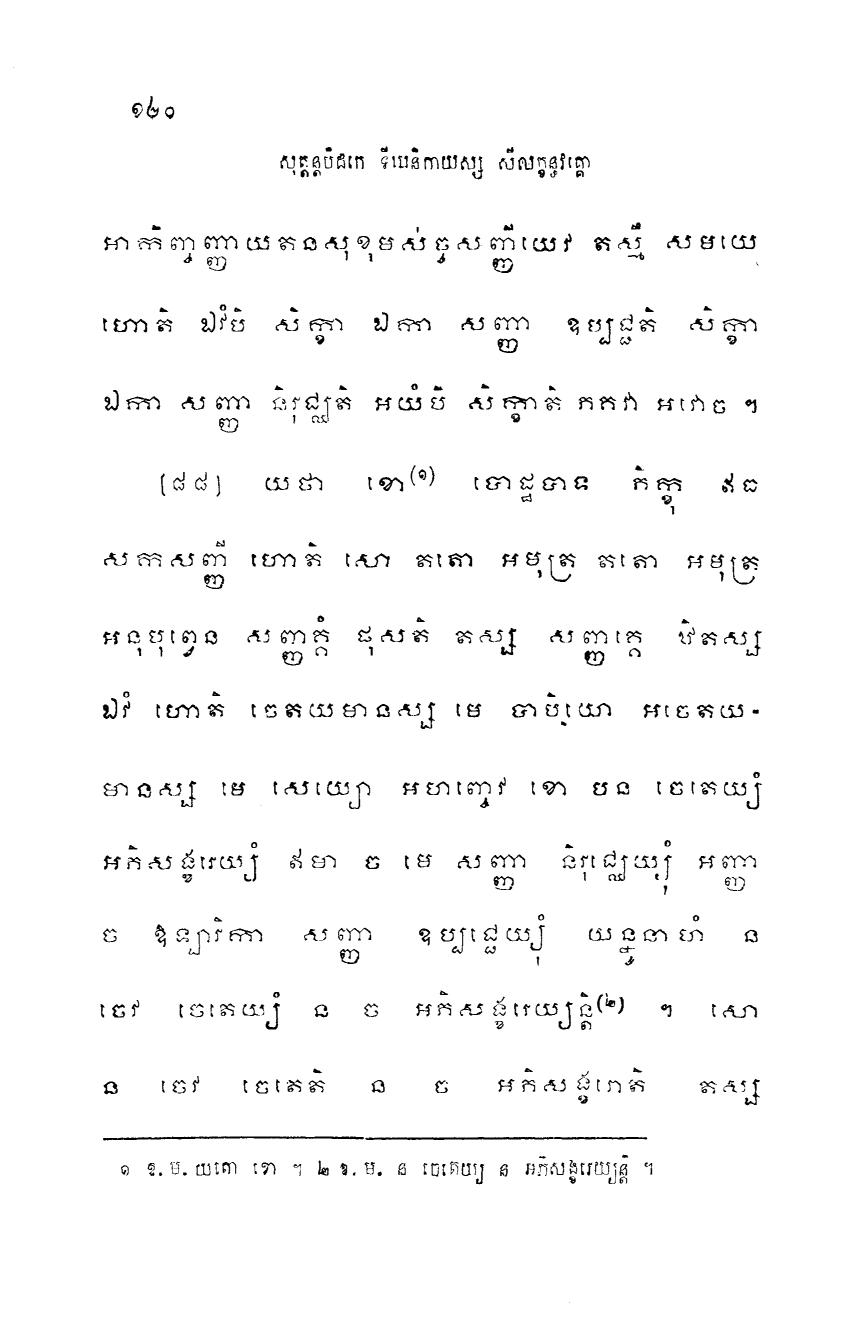 ១៤០
សុត្តន្តបិដកេ ទីឃនិកាយស្ស សីលក្ខន្ធវគ្គោ
អាកិញ្ចញ្ញាយតនសុខុមសច្ចសញ្ញីយេវ តស្មឹ សមយេ
ហោតិ ឯវំបិ សិក្ខា ឯកា សញ្ញា ឧប្បជ្ជតិ សិក្ខា
ឯកា សញ្ញា និរុជ្ឈតិ អយំបិ សិក្ខាតិ ភគវា អវោច ។
[៨៨] យថា ខោ(១) បោដ្ឋបាទ ភិក្ខុ ឥធ
សកសញ្ញី ហោតិ សោ តតោ អមុត្រ តតោ អមុត្រ
អនុបុព្វេន សញ្ញគ្គំ ផុសតិ តស្ស សញ្ញគ្គេ ឋិតស្ស
ឯវំ ហោតិ ចេតយមានស្ស មេ បាបិយោ អចេតយ-
មានស្ស មេ សេយ្យោ អហញ្ចេវ ខោ បន ចេតេយ្យំ
អភិសង្ខរេយ្យំ ឥមា ច មេ សញ្ញា និរុជ្ឈេយ្យុំ អញ្ញា
ច ឱឡារិកា សញ្ញា ឧប្បជ្ជេយ្យុំ យន្នូនាហំ ន
ចេវ ចេតេយ្យំ ន ច អភិសង្ខរេយ្យន្តិ(២) ។ សោ
ន ចេវ ចេតេតិ ន ច អភិសង្ខរោតិ តស្ស
១ ឱ. ម. យតោ ខោ ។ ២ ឱ. ម. ន ចេតេយ្យ ន អភិសង្ខរេយ្យន្តិ ។